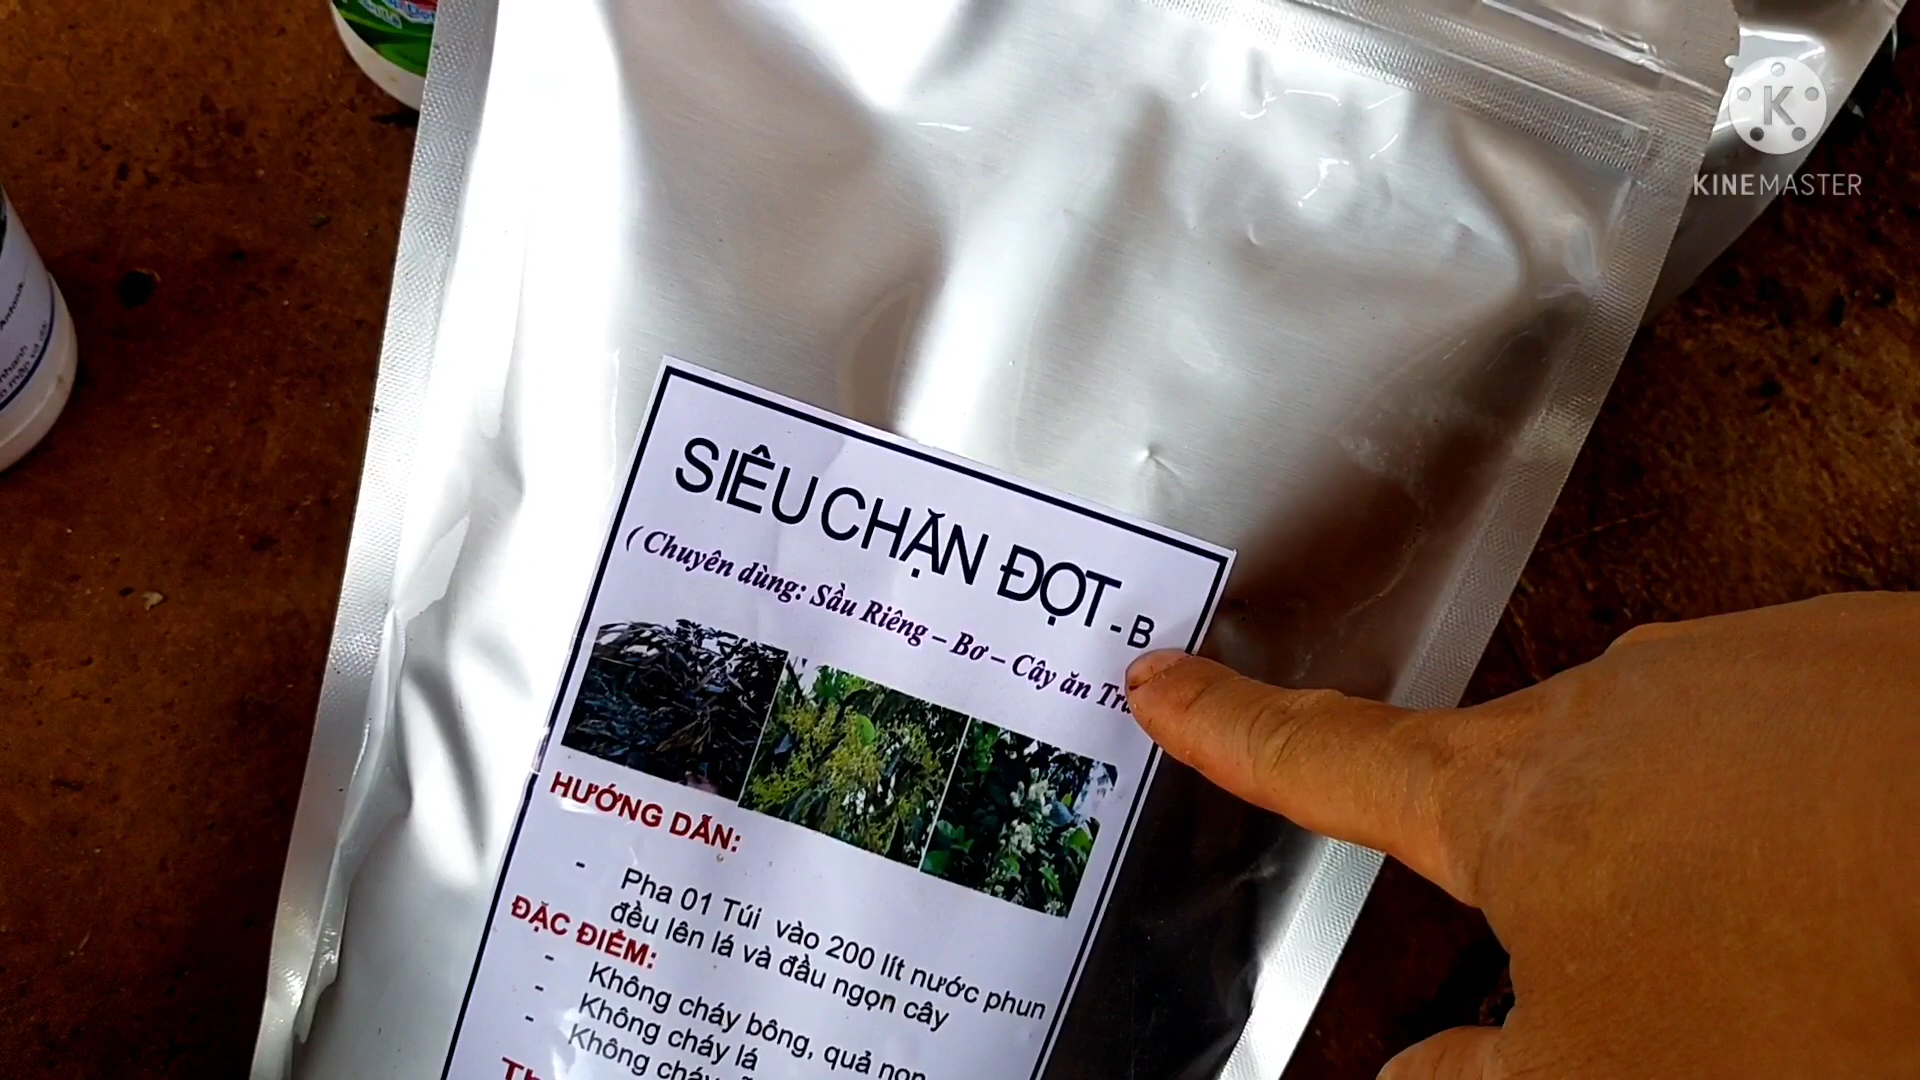 KINEMASTER
SIÊU CHẶN ĐỌT - B
( Chuyên dùng: Sầu Riêng – Bơ – Cây ăn
HƯỚNG DẪN:
- Pha 01 Túi vào 200 lít nước phun
đều lên lá và đầu ngọn cây
ĐẶC ĐIỂM:
- Không cháy bông, quả non
- Không cháy lá
- Không cháy